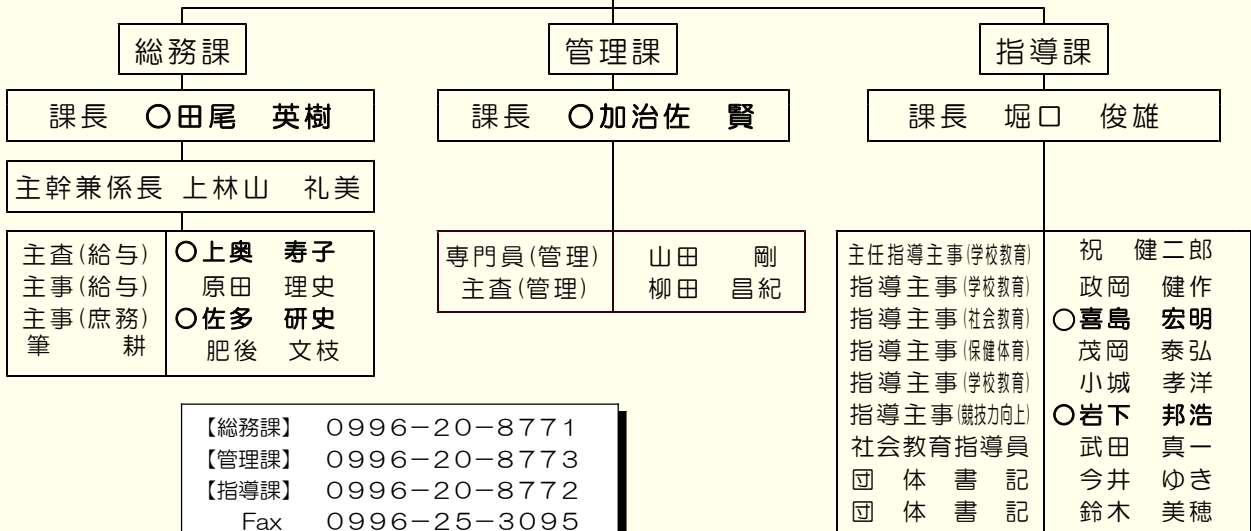 総務課
課長 ○田尾 英樹
主幹兼係長 上林山 礼美
主査(給与) ○上奥 寿子
主事(給与) 原田 理史
主事(庶務) ○佐多 研史
筆 耕 肥後 文枝
管理課
課長 ○加治佐 賢
専門員(管理) 山田 剛
主査(管理) 柳田 昌紀
指導課
課長 堀口 俊雄
主任指導主事(学校教育) 祝 健二郎
指導主事(学校教育) 政岡 健作
指導主事(社会教育) ○喜島 宏明
指導主事(保健体育) 茂岡 泰弘
指導主事(学校教育) 小城 孝洋
指導主事(競技力向上) ○岩下 邦浩
社会教育指導員 武田 真一
団体書記 今井 ゆき
団体書記 鈴木 美穂
【総務課】 0996-20-8771
【管理課】 0996-20-8773
【指導課】 0996-20-8772
Fax 0996-25-3095